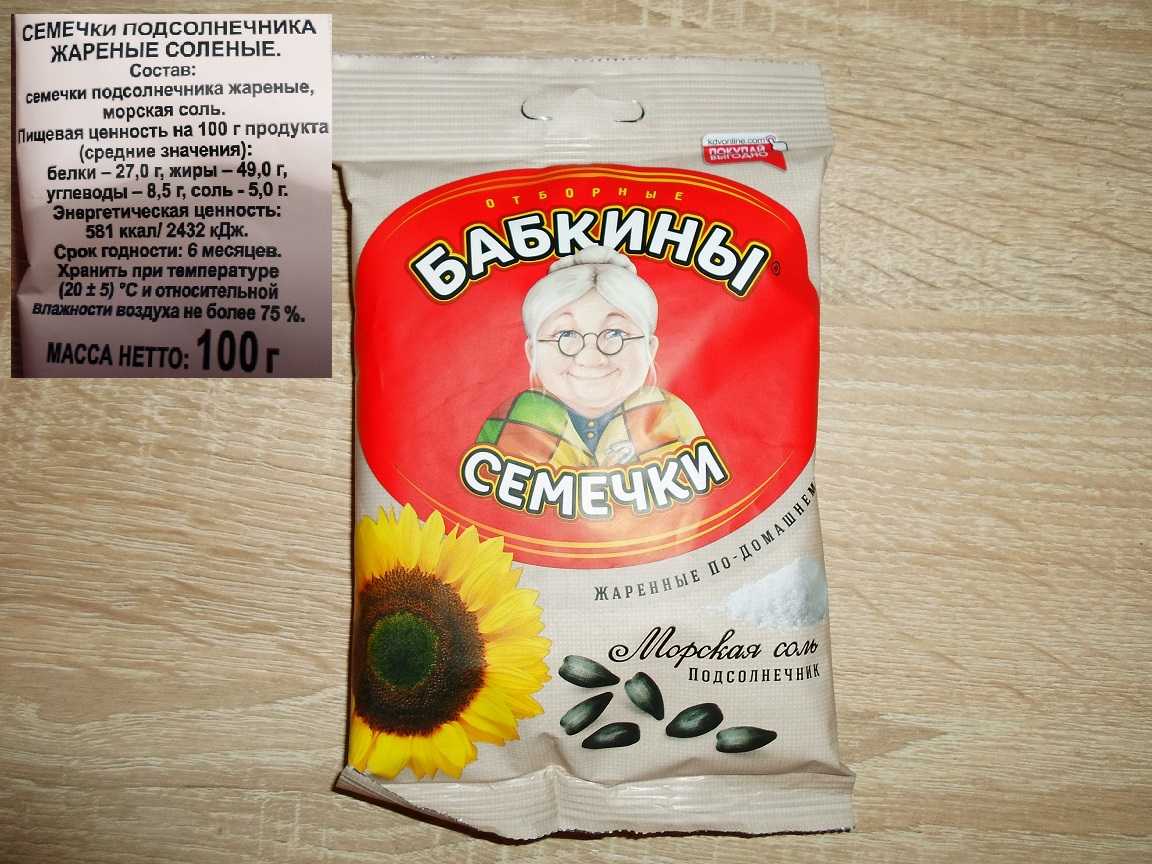 СЕМЕЧКИ ПОДСОЛНЕЧНИКА
ЖАРЕНЫЕ СОЛЕНЫЕ.
Состав:
семечки подсолнечника жареные,
морская соль.
Пищевая ценность на 100 г продукта
(средние значения):
белки – 27,0 г, жиры – 49,0 г,
углеводы – 8,5 г, соль - 5,0 г.
Энергетическая ценность:
581 ккал/ 2432 кДж.
Срок годности: 6 месяцев.
Хранить при температуре
(20 ± 5) °C и относительной
влажности воздуха не более 75 %.
МАССА НЕТТО: 100 г
kdvonline.com
ПОКУПАЙ
ВЫГОДНО
ОТБОРНЫЕ
БАБКИНЫ®
СЕМЕЧКИ
ЖАРЕННЫЕ ПО-ДОМАШНЕМУ
Морская соль
ПОДСОЛНЕЧНИК